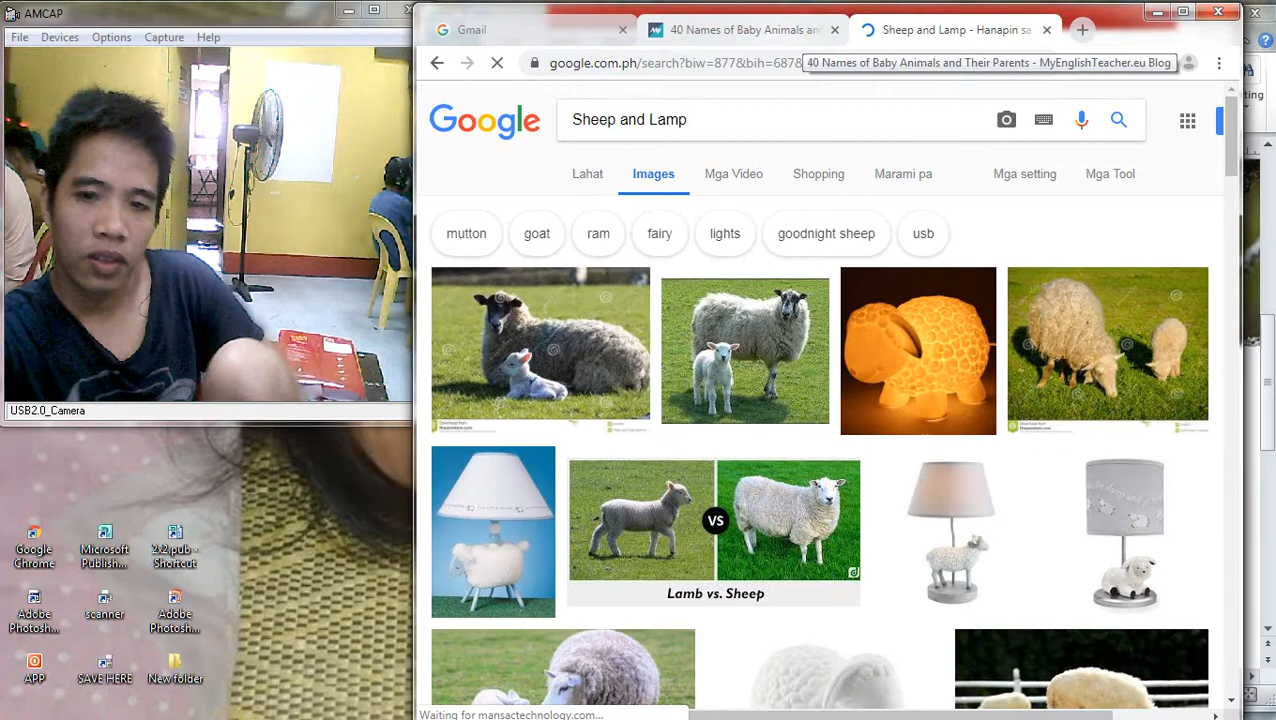 AMCAP
File Devices Options Capture Help
USB2.0_Camera
Google Chrome
Microsoft Publish...
2x2.pub - Shortcut
Adobe Photosh...
scanner
Adobe Photosh...
APP
SAVE HERE
New folder
Gmail
40 Names of Baby Animals an
Sheep and Lamp - Hanapin sa
google.com.ph/search?biw=877&bih=687&
40 Names of Baby Animals and Their Parents - MyEnglishTeacher.eu Blog
Google
Sheep and Lamp
Lahat Images Mga Video Shopping Marami pa Mga setting Mga Tool
mutton goat ram fairy lights goodnight sheep usb
VS
Lamb vs. Sheep
Waiting for mansactechnology.com...
ting